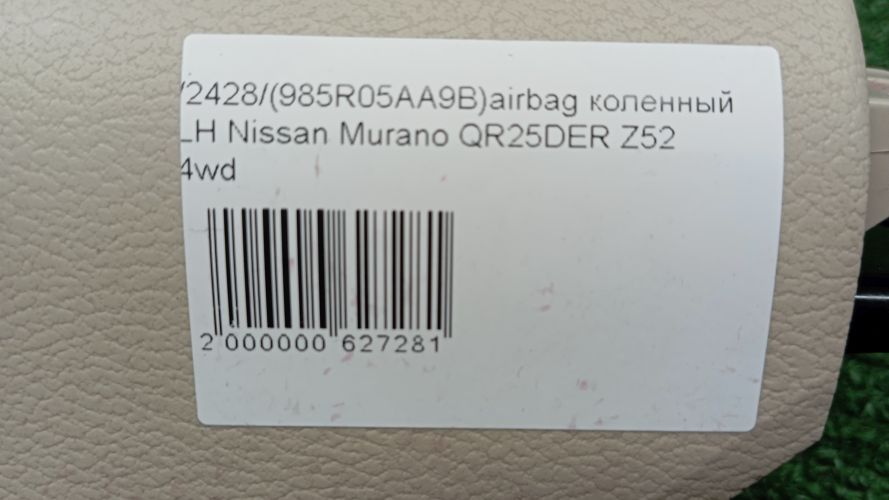 /2428/(985R05AA9B)airbag коленный
LH Nissan Murano QR25DER Z52
4wd
2 000000 627281